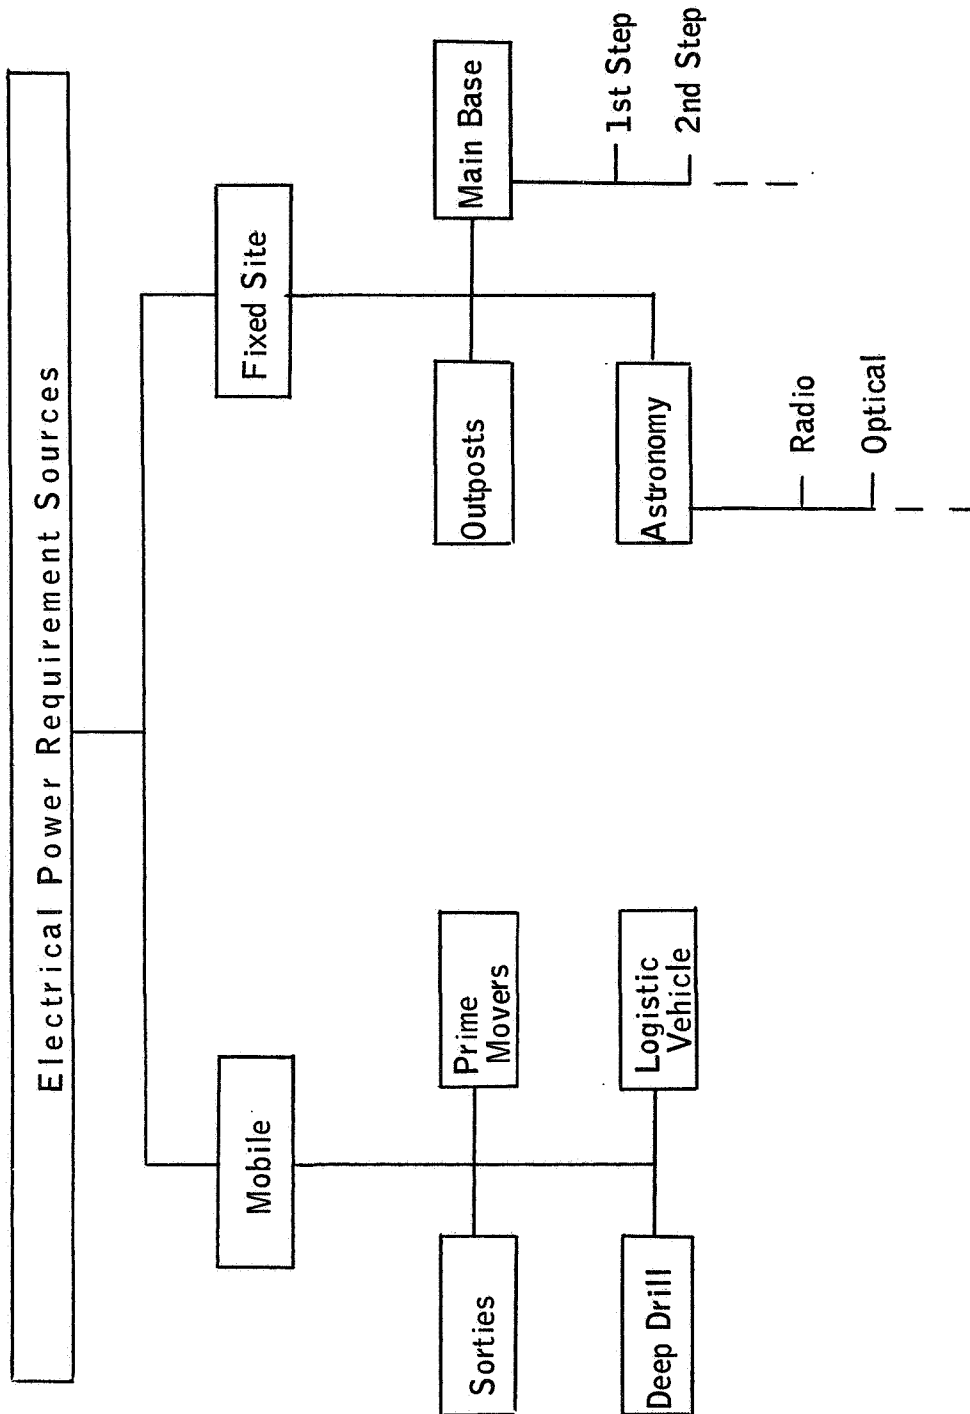 Electrical Power Requirement Sources
Mobile
Fixed Site
Sorties
Prime
Movers
Outposts
Main Base
1st Step
2nd Step
Deep Drill
Logistic
Vehicle
Astronomy
Radio
Optical